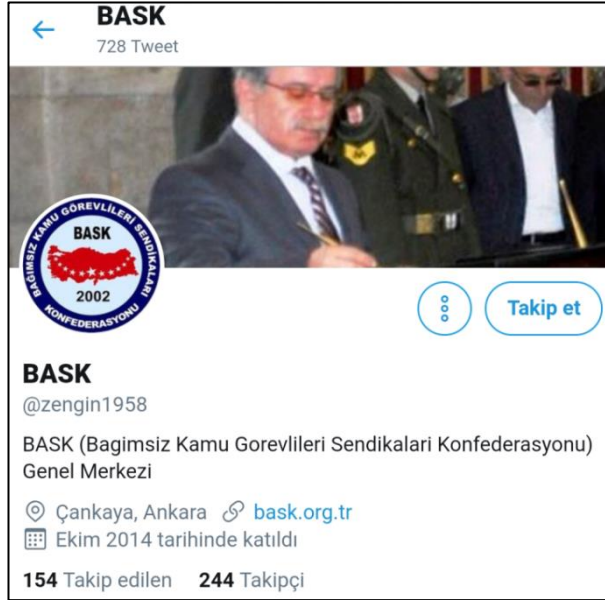 BASK
728 Tweet
BAĞIMSIZ KAMU GÖREVLİLERİ SENDİKALARI
BASK
2002
KONFEDERASYONU
Takip et
BASK
@zengin1958
BASK (Bagimsiz Kamu Gorevlileri Sendikalari Konfederasyonu)
Genel Merkezi
Çankaya, Ankara bask.org.tr
Ekim 2014 tarihinde katıldı
154 Takip edilen 244 Takipçi